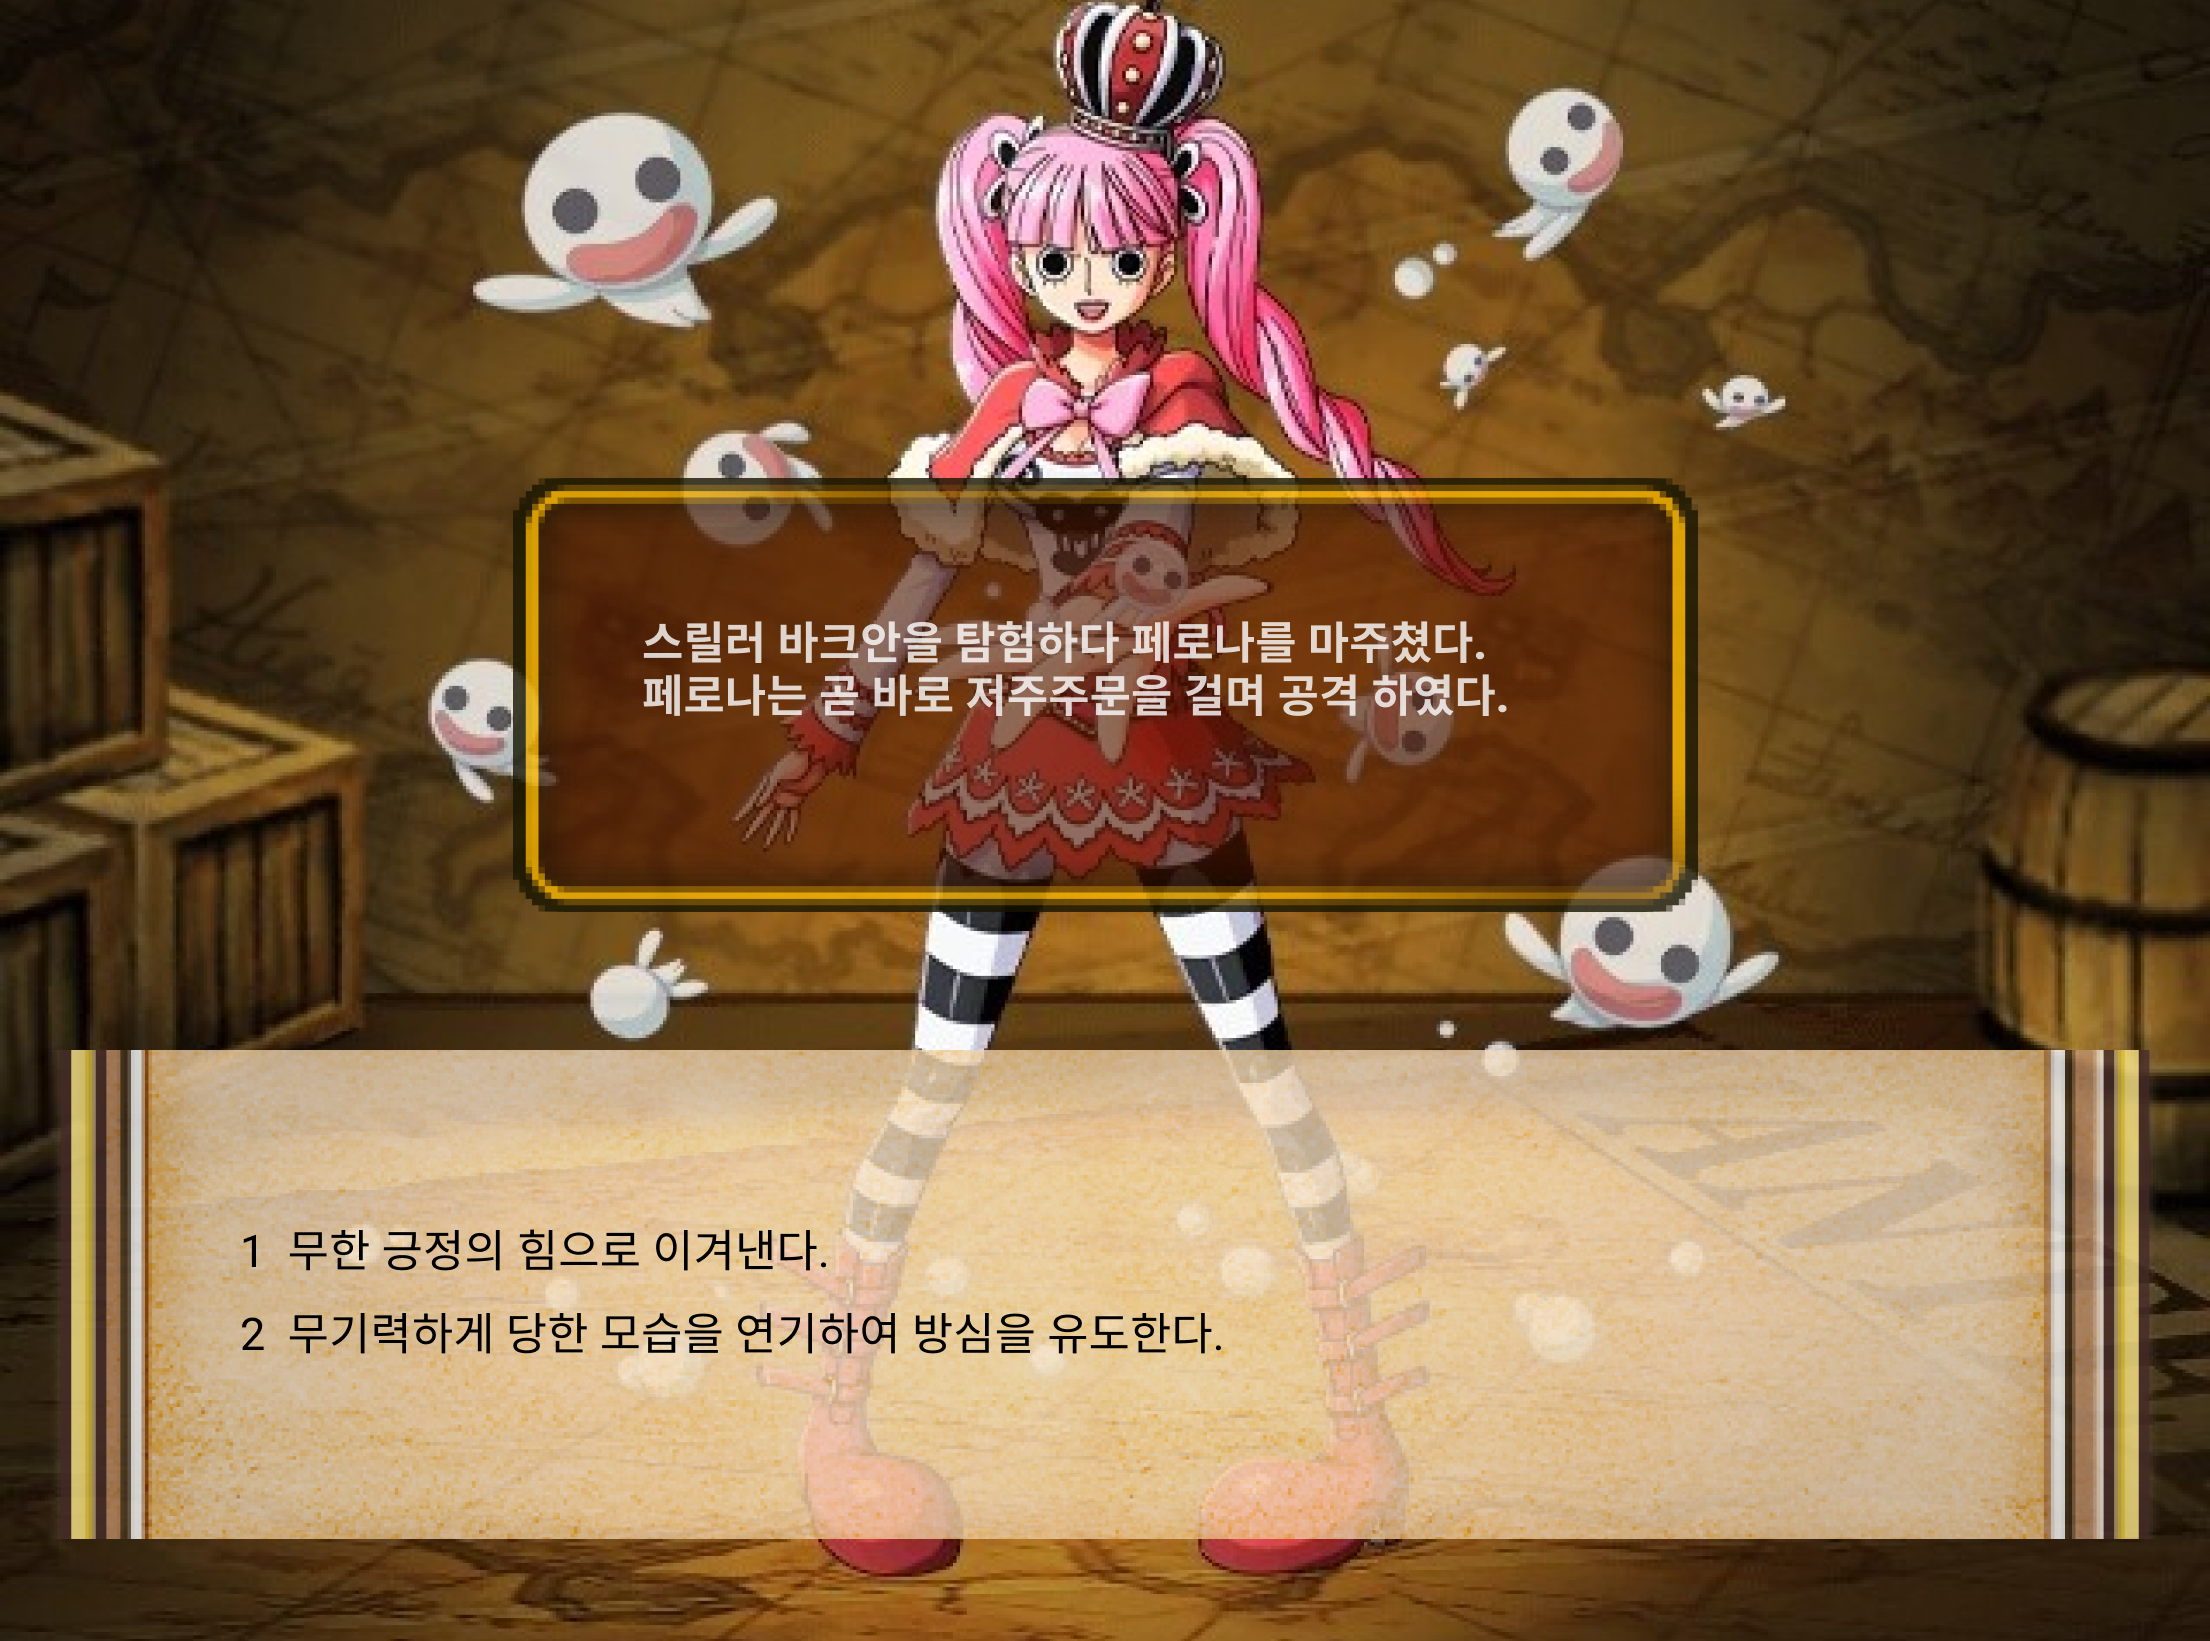 스릴러 바크안을 탐험하다 페로나를 마주쳤다.
페로나는 곧 바로 저주주문을 걸며 공격 하였다.
1 무한 긍정의 힘으로 이겨낸다.
2 무기력하게 당한 모습을 연기하여 방심을 유도한다.